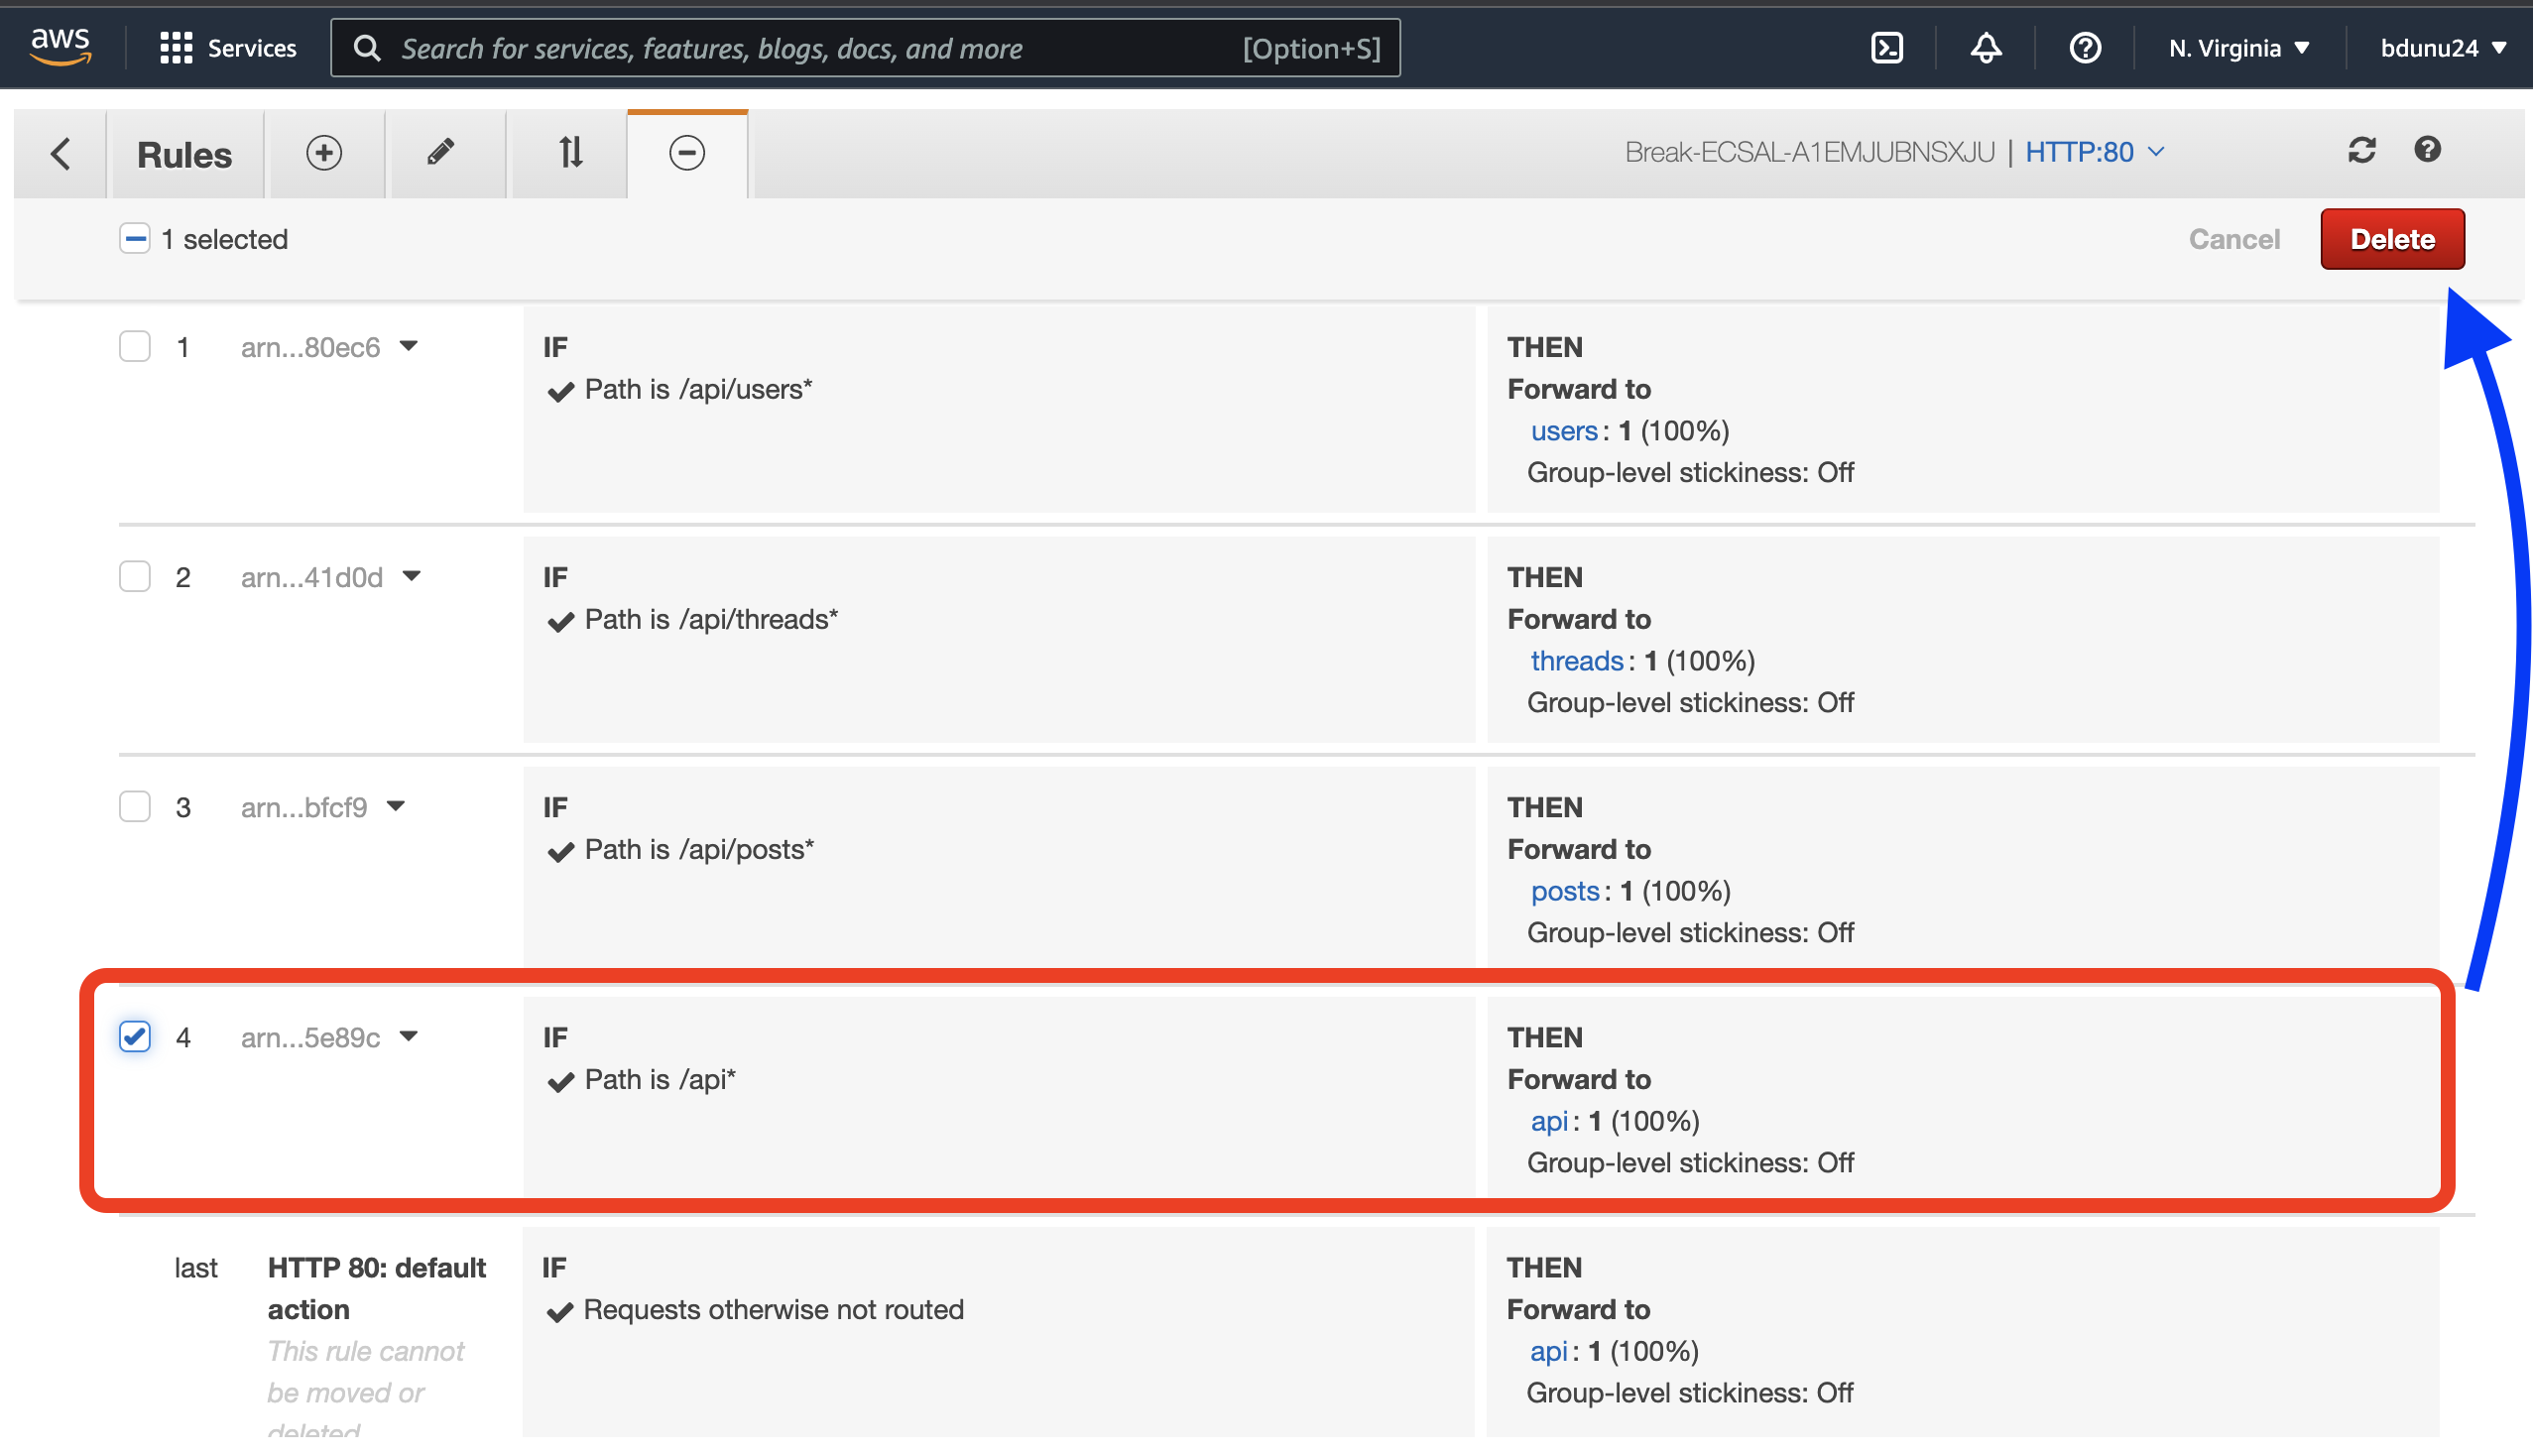 aws
Services
Search for services, features, blogs, docs, and more
[Option+S]
N. Virginia
bdunu24
Rules
Break-ECSAL-A1EMJUBNSXJU | HTTP:80
1 selected
Cancel
Delete
1
arn...80ec6
IF
Path is /api/users*
THEN
Forward to
users: 1 (100%)
Group-level stickiness: Off
2
arn...41d0d
IF
Path is /api/threads*
THEN
Forward to
threads: 1 (100%)
Group-level stickiness: Off
3
arn...bfcf9
IF
Path is /api/posts*
THEN
Forward to
posts: 1 (100%)
Group-level stickiness: Off
4
arn...5e89c
IF
Path is /api*
THEN
Forward to
api: 1 (100%)
Group-level stickiness: Off
last
HTTP 80: default
action
This rule cannot
be moved or
deleted
IF
Requests otherwise not routed
THEN
Forward to
api: 1 (100%)
Group-level stickiness: Off